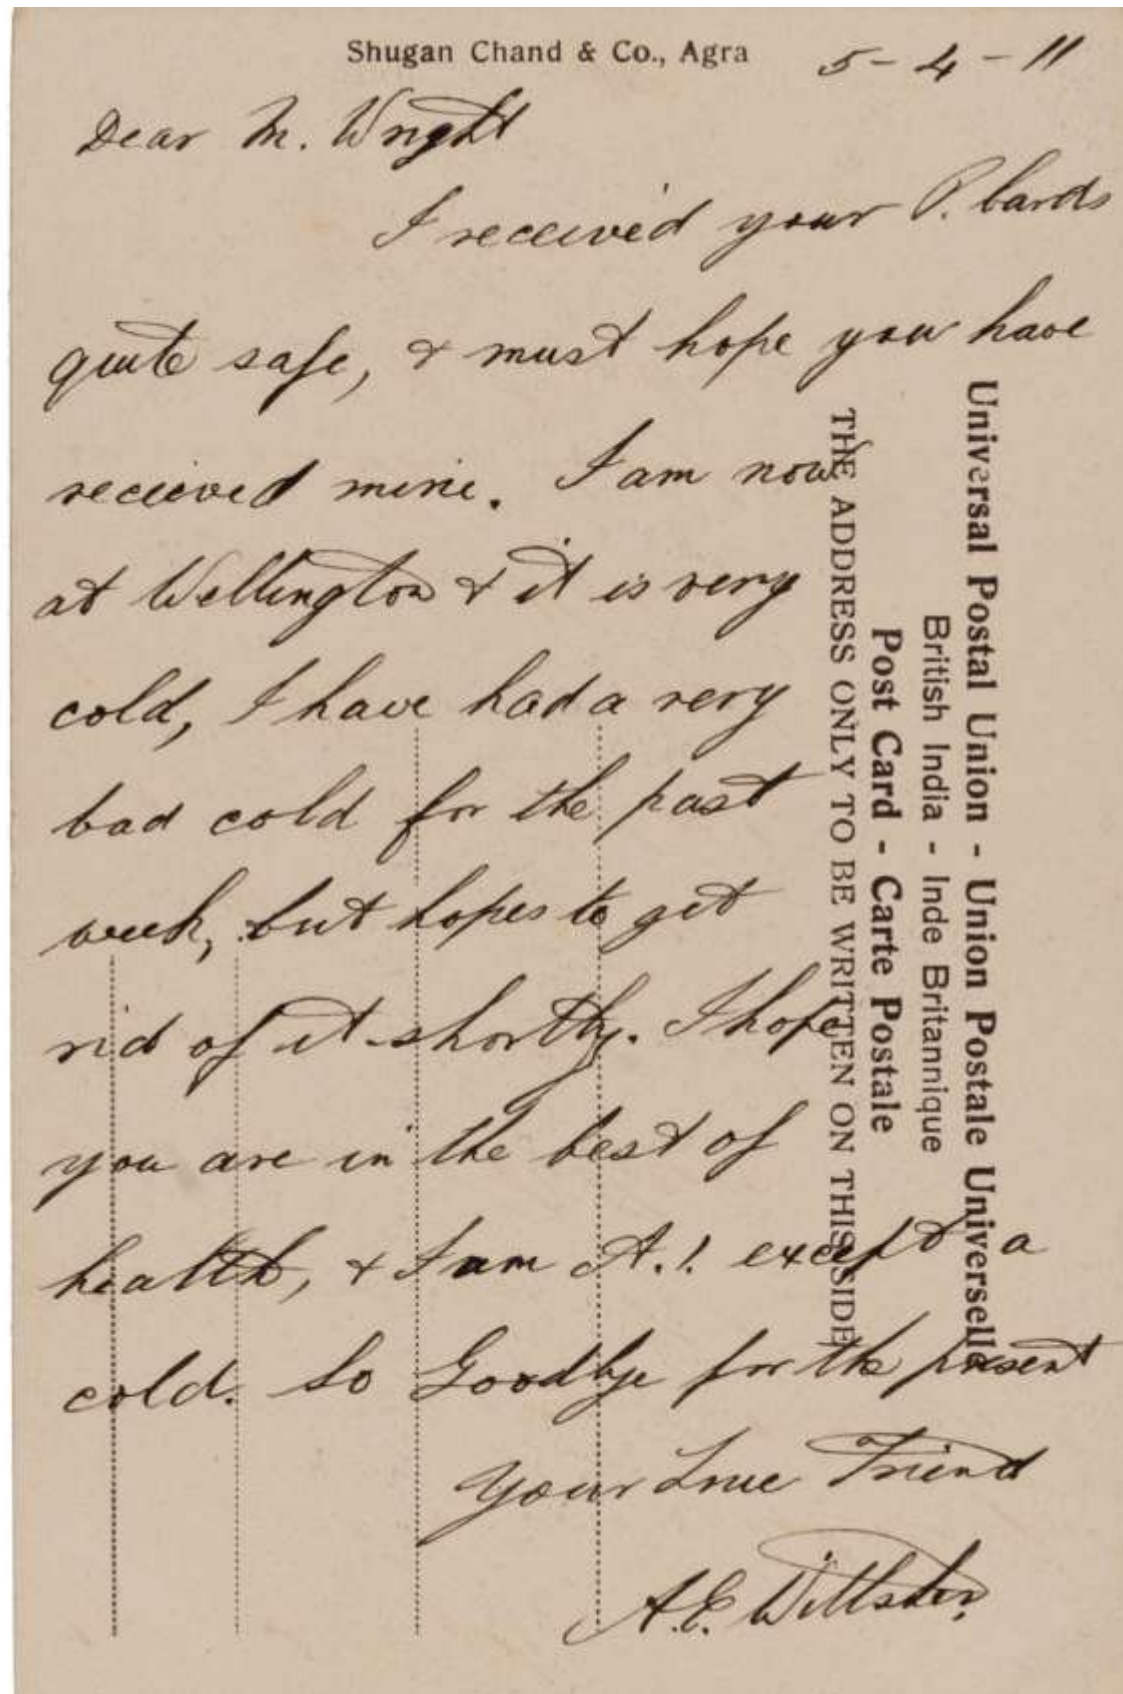 Shugan Chand & Co., Agra
5-4-11
Dear M. Wright
I received your P. Cards
quite safe, & must hope you have
recieved mine. I am now
at Wellington & it is very
cold, I have had a very
bad cold for the past
week, but hopes to get
rid of it shortly. I hope
you are in the best of
health, & I am A.1. except a
cold. So Goodbye for the present
Your True Friend
A.E.
Universal Postal Union - Union Postale Universelle
British India - Inde Britannique
Post Card - Carte Postale
THE ADDRESS ONLY TO BE WRITTEN ON THIS SIDE